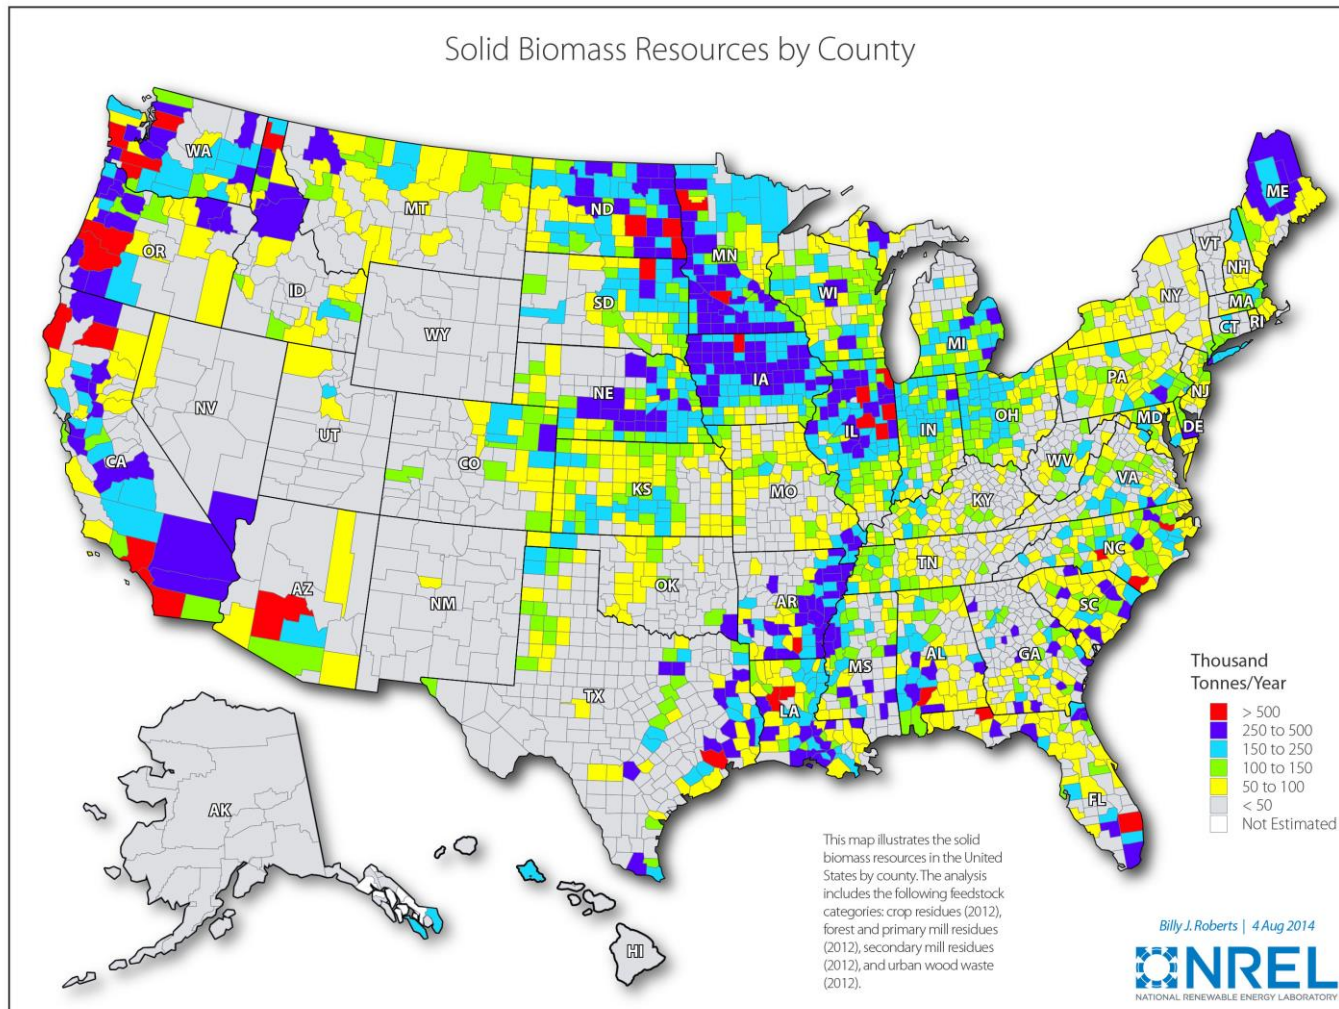 Solid Biomass Resources by County
WA
MT
ND
MN
ME
OR
ID
SD
WI
VT
NH
NY
MA
CT
RI
WY
MI
IA
NE
PA
NJ
NV
UT
CO
IL
IN
OH
MD
DE
CA
KS
MO
WV
VA
KY
AZ
NM
OK
AR
TN
NC
SC
TX
LA
MS
AL
GA
FL
AK
HI
Thousand
Tonnes/Year
> 500
250 to 500
150 to 250
100 to 150
50 to 100
< 50
Not Estimated
This map illustrates the solid
biomass resources in the United
States by county. The analysis
includes the following feedstock
categories: crop residues (2012),
forest and primary mill residues
(2012), secondary mill residues
(2012), and urban wood waste
(2012).
Billy J. Roberts | 4 Aug 2014
NREL
NATIONAL RENEWABLE ENERGY LABORATORY